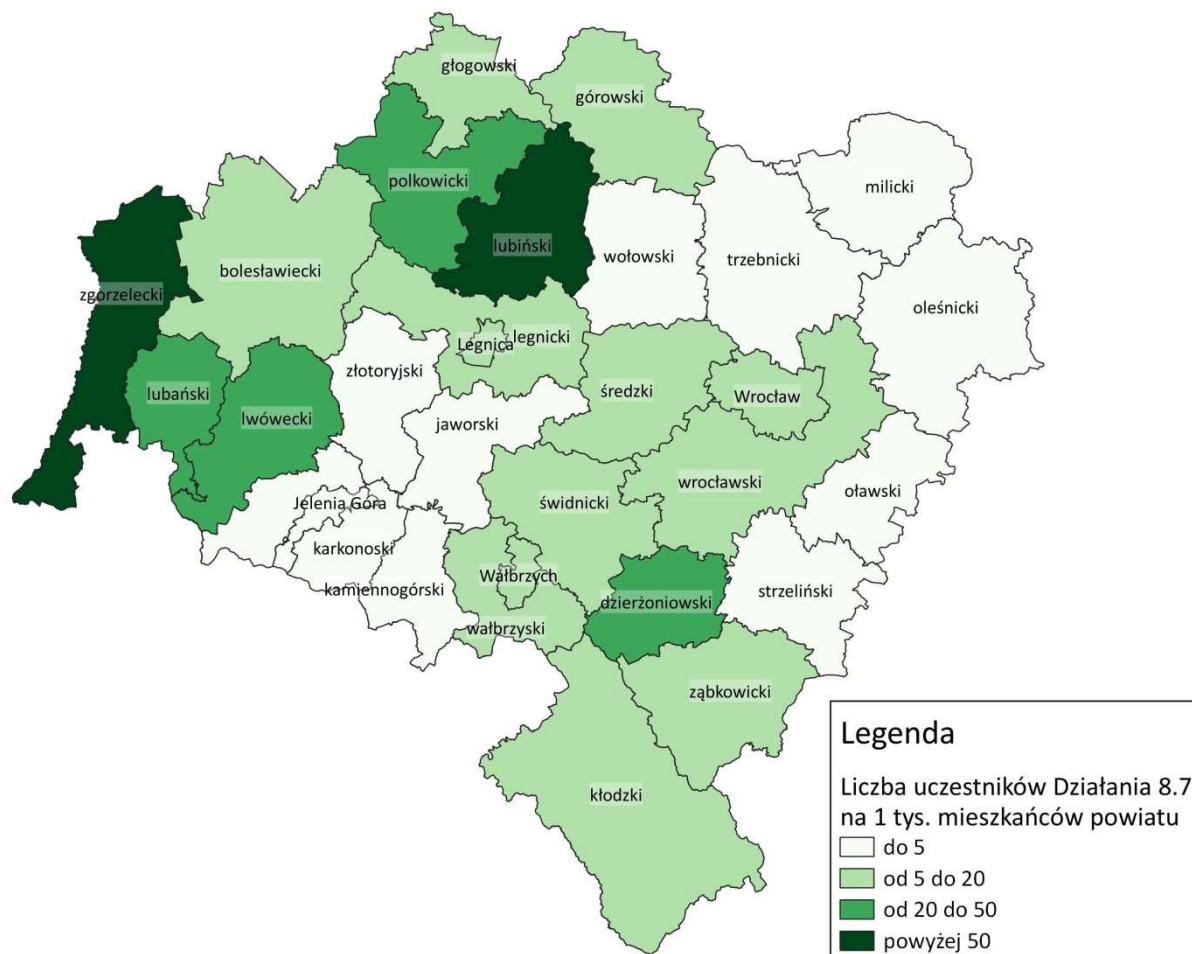 głogowski
górowski
milicki
polkowicki
lubiński
wołowski
trzebnicki
bolesławiecki
zgorzelecki
oleśnicki
Legnica
legnicki
złotoryjski
lubański
średzki
Wrocław
lwówecki
jaworski
wrocławski
oławski
świdnicki
Jelenia Góra
karkonoski
Wałbrzych
kamiennogórski
dzierżoniowski
strzeliński
wałbrzyski
ząbkowicki
kłodzki
Legenda
Liczba uczestników Działania 8.7
na 1 tys. mieszkańców powiatu
do 5
od 5 do 20
od 20 do 50
powyżej 50